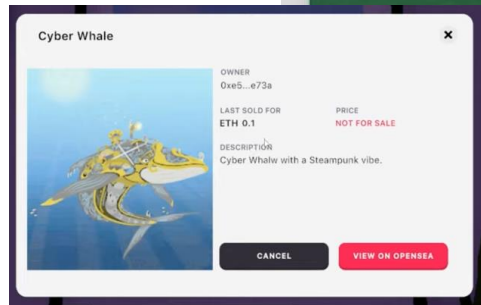 Cyber Whale
OWNER
0xe5...e73a
LAST SOLD FOR
PRICE
ETH 0.1
NOT FOR SALE
DESCRIPTION
Cyber Whalw with a Steampunk vibe.
CANCEL
VIEW ON OPENSEA